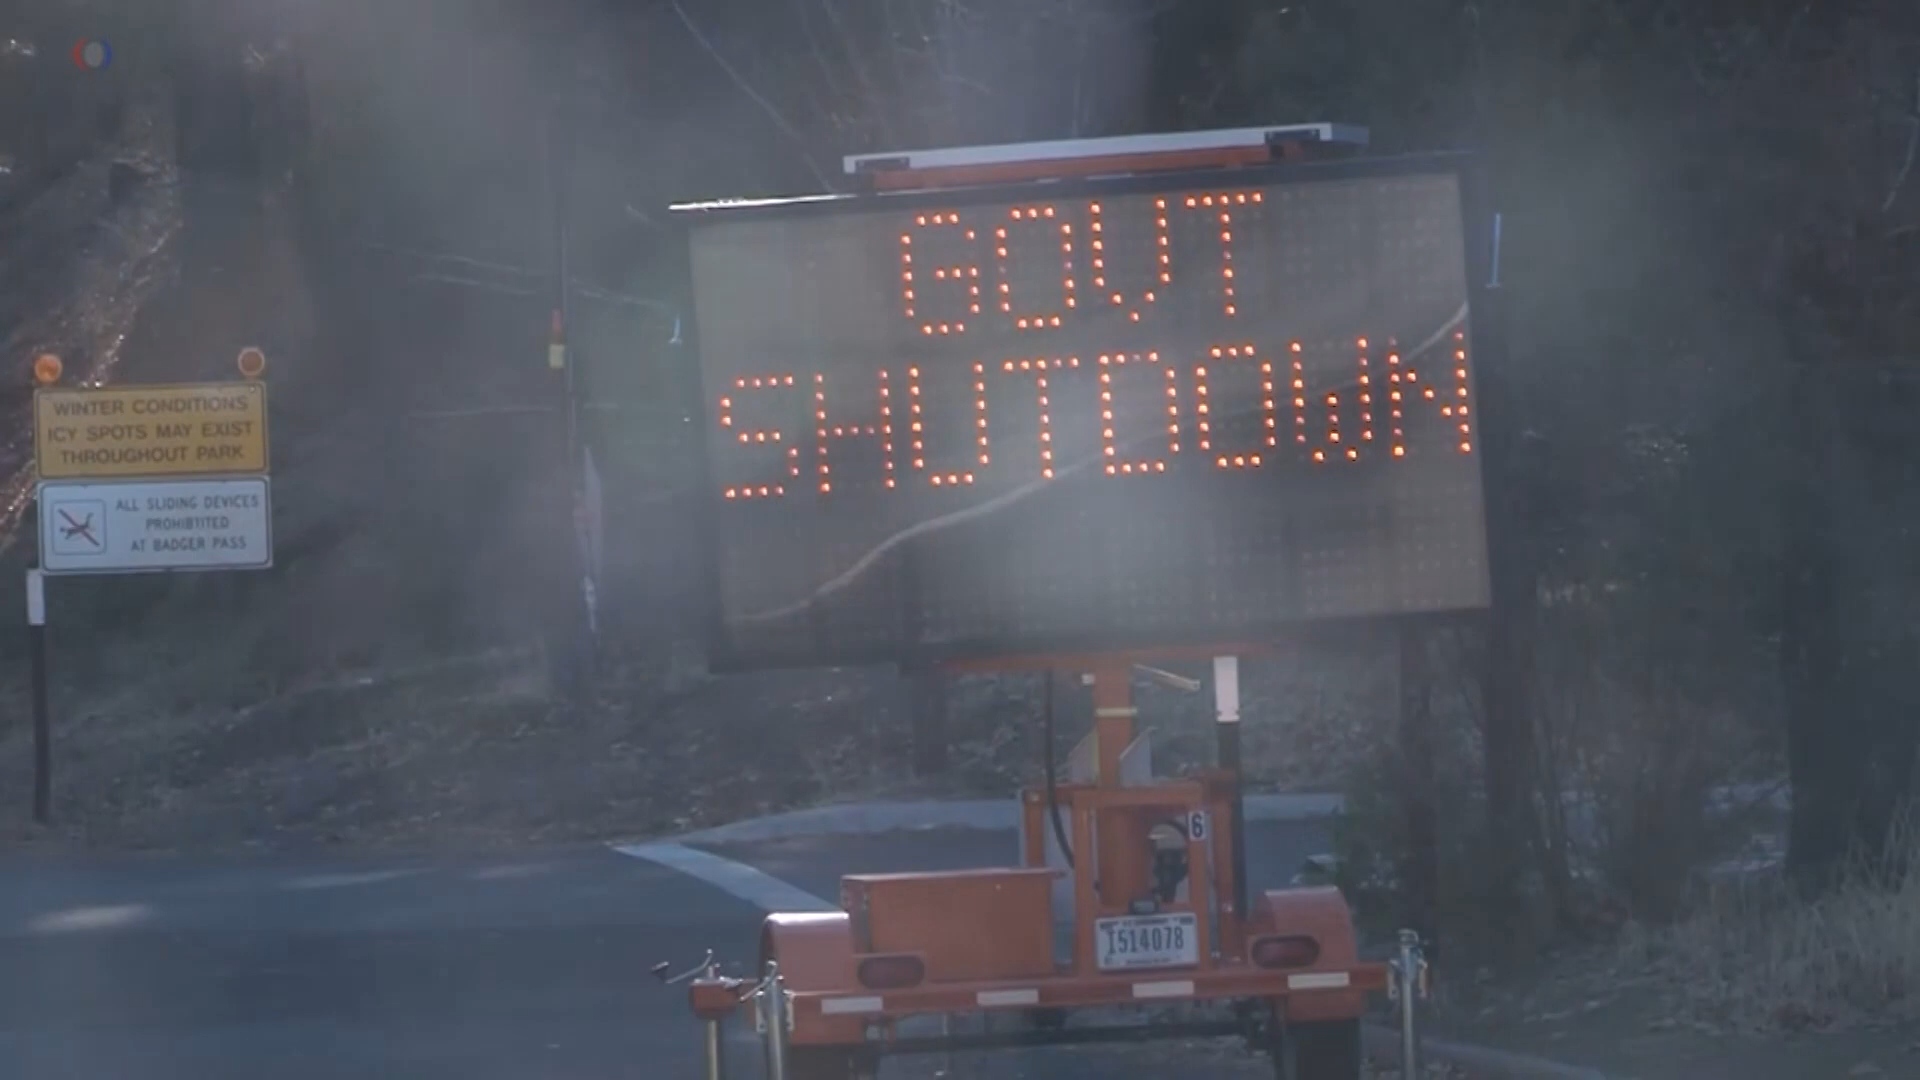 GOVT
SHUTDOWN
WINTER CONDITIONS
ICY SPOTS MAY EXIST
THROUGHOUT PARK
ALL SLIDING DEVICES
PROHIBITED
AT BADGER PASS
6
I514078